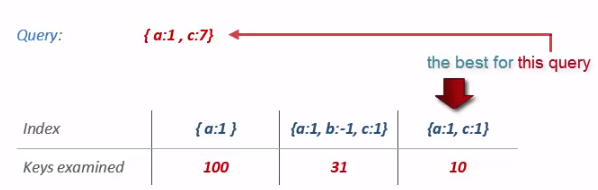 Query: { a:1 , c:7}
the best for this query
Index { a:1 } {a:1, b:-1, c:1} {a:1, c:1}
Keys examined 100 31 10